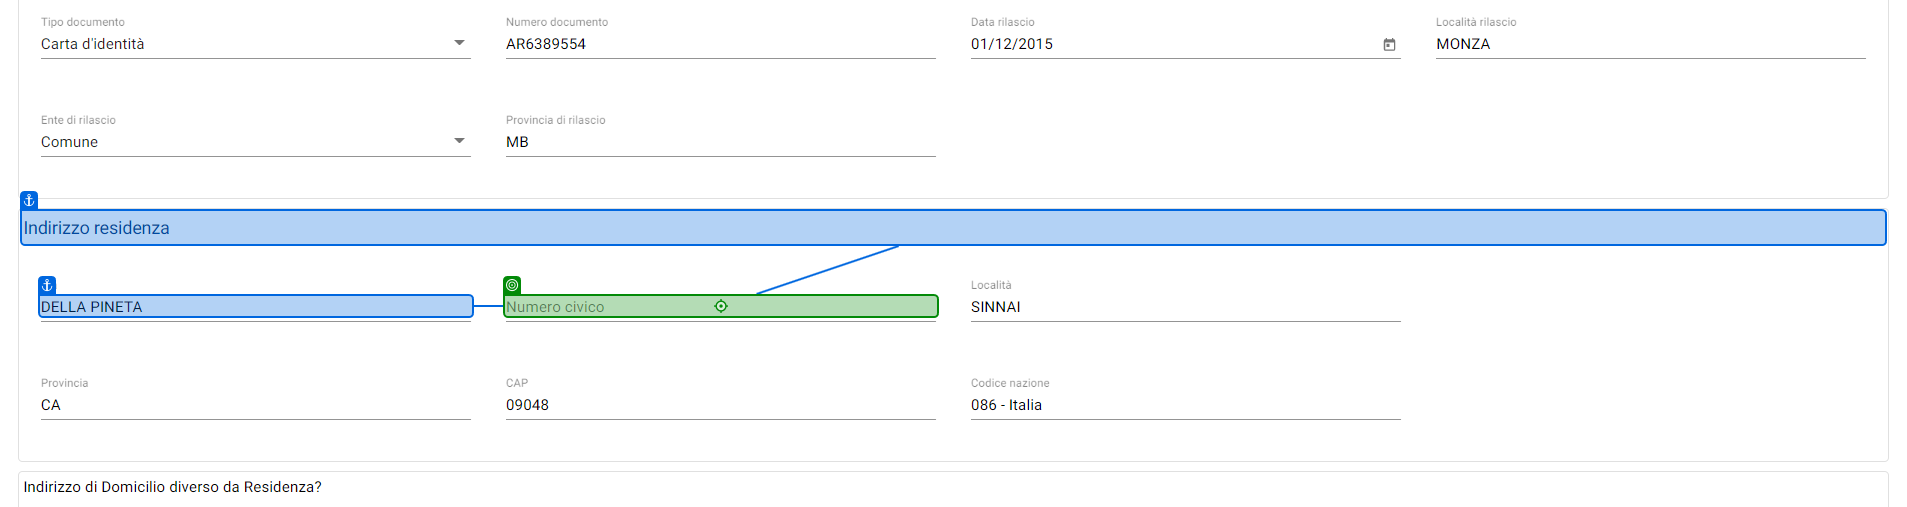 Tipo documento Numero documento Data rilascio Località rilascio
Carta d'identità AR6389554 01/12/2015 MONZA
Ente di rilascio Provincia di rilascio
Comune MB
Indirizzo residenza
Località
DELLA PINETA Numero civico SINNAI
Provincia CAP Codice nazione
CA 09048 086 - Italia
Indirizzo di Domicilio diverso da Residenza?